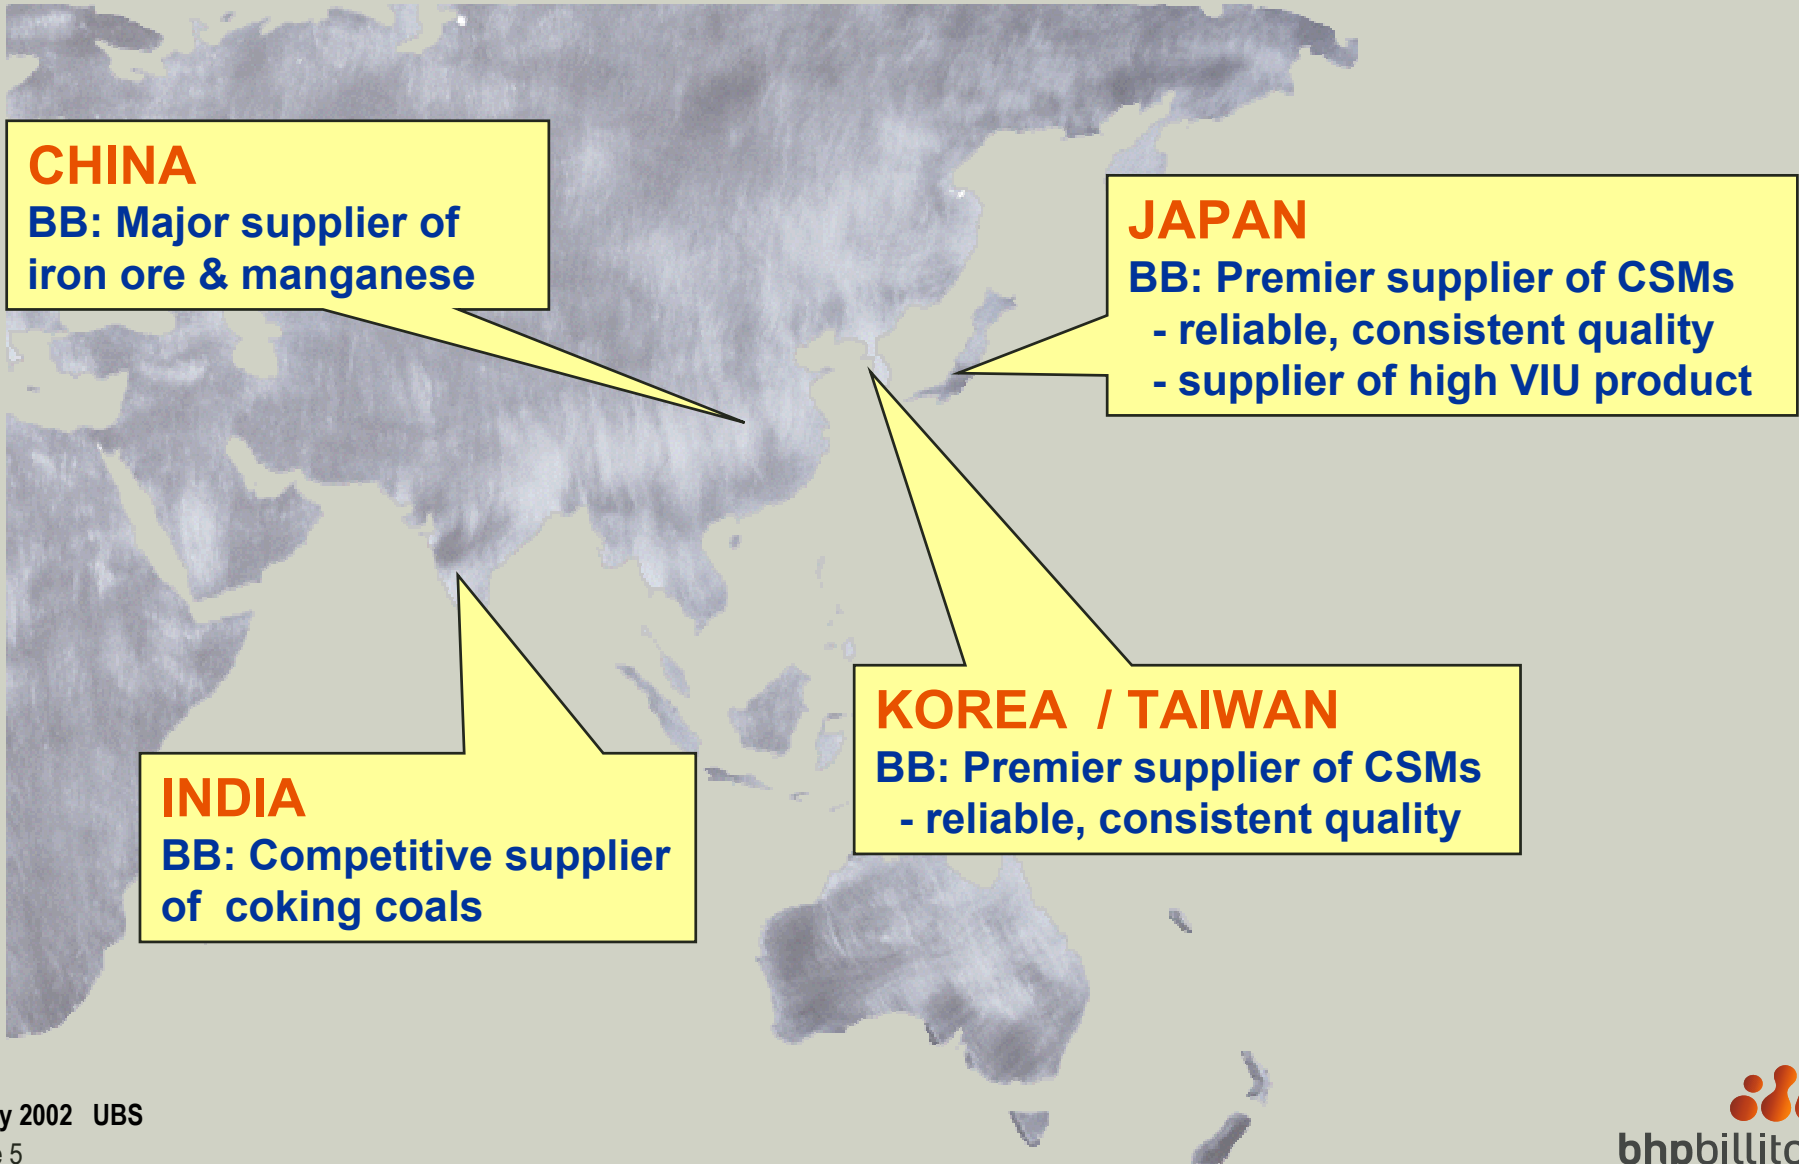 CHINA
BB: Major supplier of
iron ore & manganese
JAPAN
BB: Premier supplier of CSMs
- reliable, consistent quality
- supplier of high VIU product
KOREA / TAIWAN
BB: Premier supplier of CSMs
- reliable, consistent quality
INDIA
BB: Competitive supplier
of coking coals
2002 UBS
5